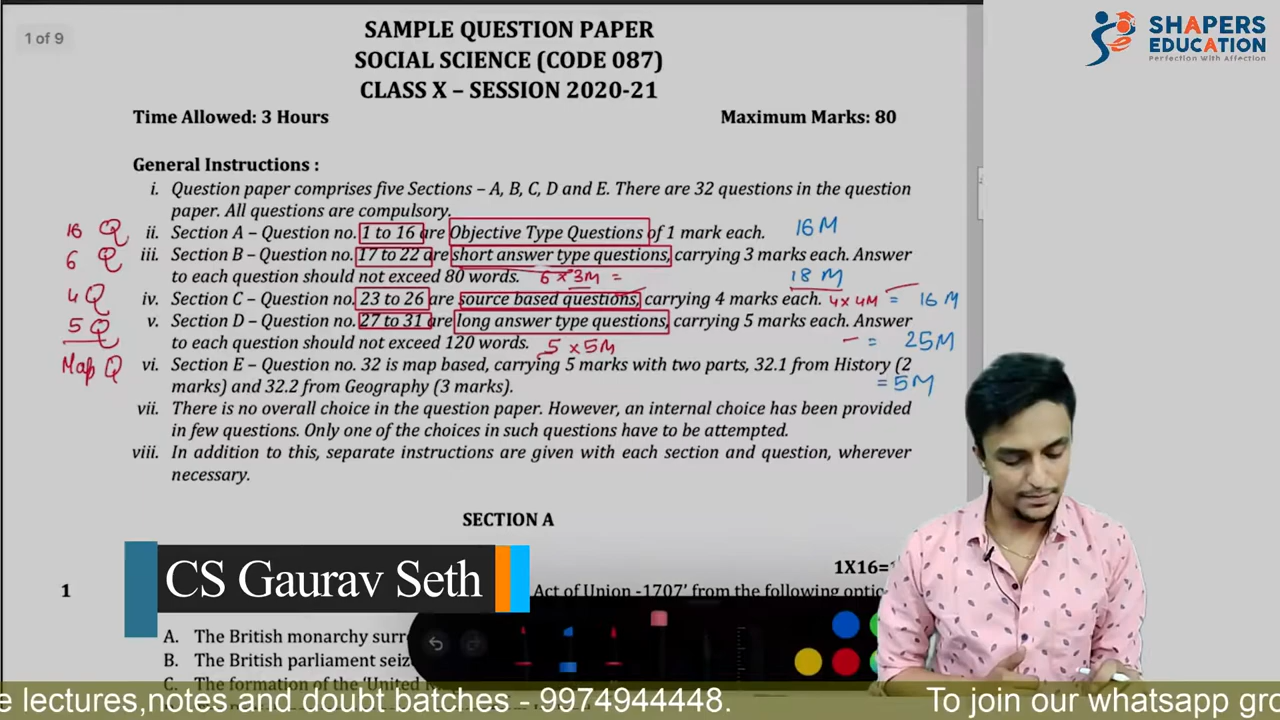 1 of 9
SAMPLE QUESTION PAPER
SOCIAL SCIENCE (CODE 087)
CLASS X – SESSION 2020-21
SHAPERS
EDUCATION
Perfection With Affection
Time Allowed: 3 Hours
Maximum Marks: 80
General Instructions :
i. Question paper comprises five Sections – A, B, C, D and E. There are 32 questions in the question
paper. All questions are compulsory.
16 Q ii. Section A – Question no. 1 to 16 are Objective Type Questions of 1 mark each. 16M
6 Q iii. Section B – Question no. 17 to 22 are short answer type questions, carrying 3 marks each. Answer
to each question should not exceed 80 words. 6 × 3M = 18 M
4 Q iv. Section C – Question no. 23 to 26 are source based questions, carrying 4 marks each. 4 x 4M = 16 M
5 Q v. Section D – Question no. 27 to 31 are long answer type questions, carrying 5 marks each. Answer
to each question should not exceed 120 words. 5 × 5M = 25M
Map Q vi. Section E – Question no. 32 is map based, carrying 5 marks with two parts, 32.1 from History (2
marks) and 32.2 from Geography (3 marks). = 5M
vii. There is no overall choice in the question paper. However, an internal choice has been provided
in few questions. Only one of the choices in such questions have to be attempted.
viii. In addition to this, separate instructions are given with each section and question, wherever
necessary.
SECTION A
1X16=
CS Gaurav Seth
1 Act of Union -1707’ from the following
A. The British monarchy
B. The British parliament
C. The formation of the ‘United
lectures,notes and doubt batches - 9974944448. To join our whatsapp